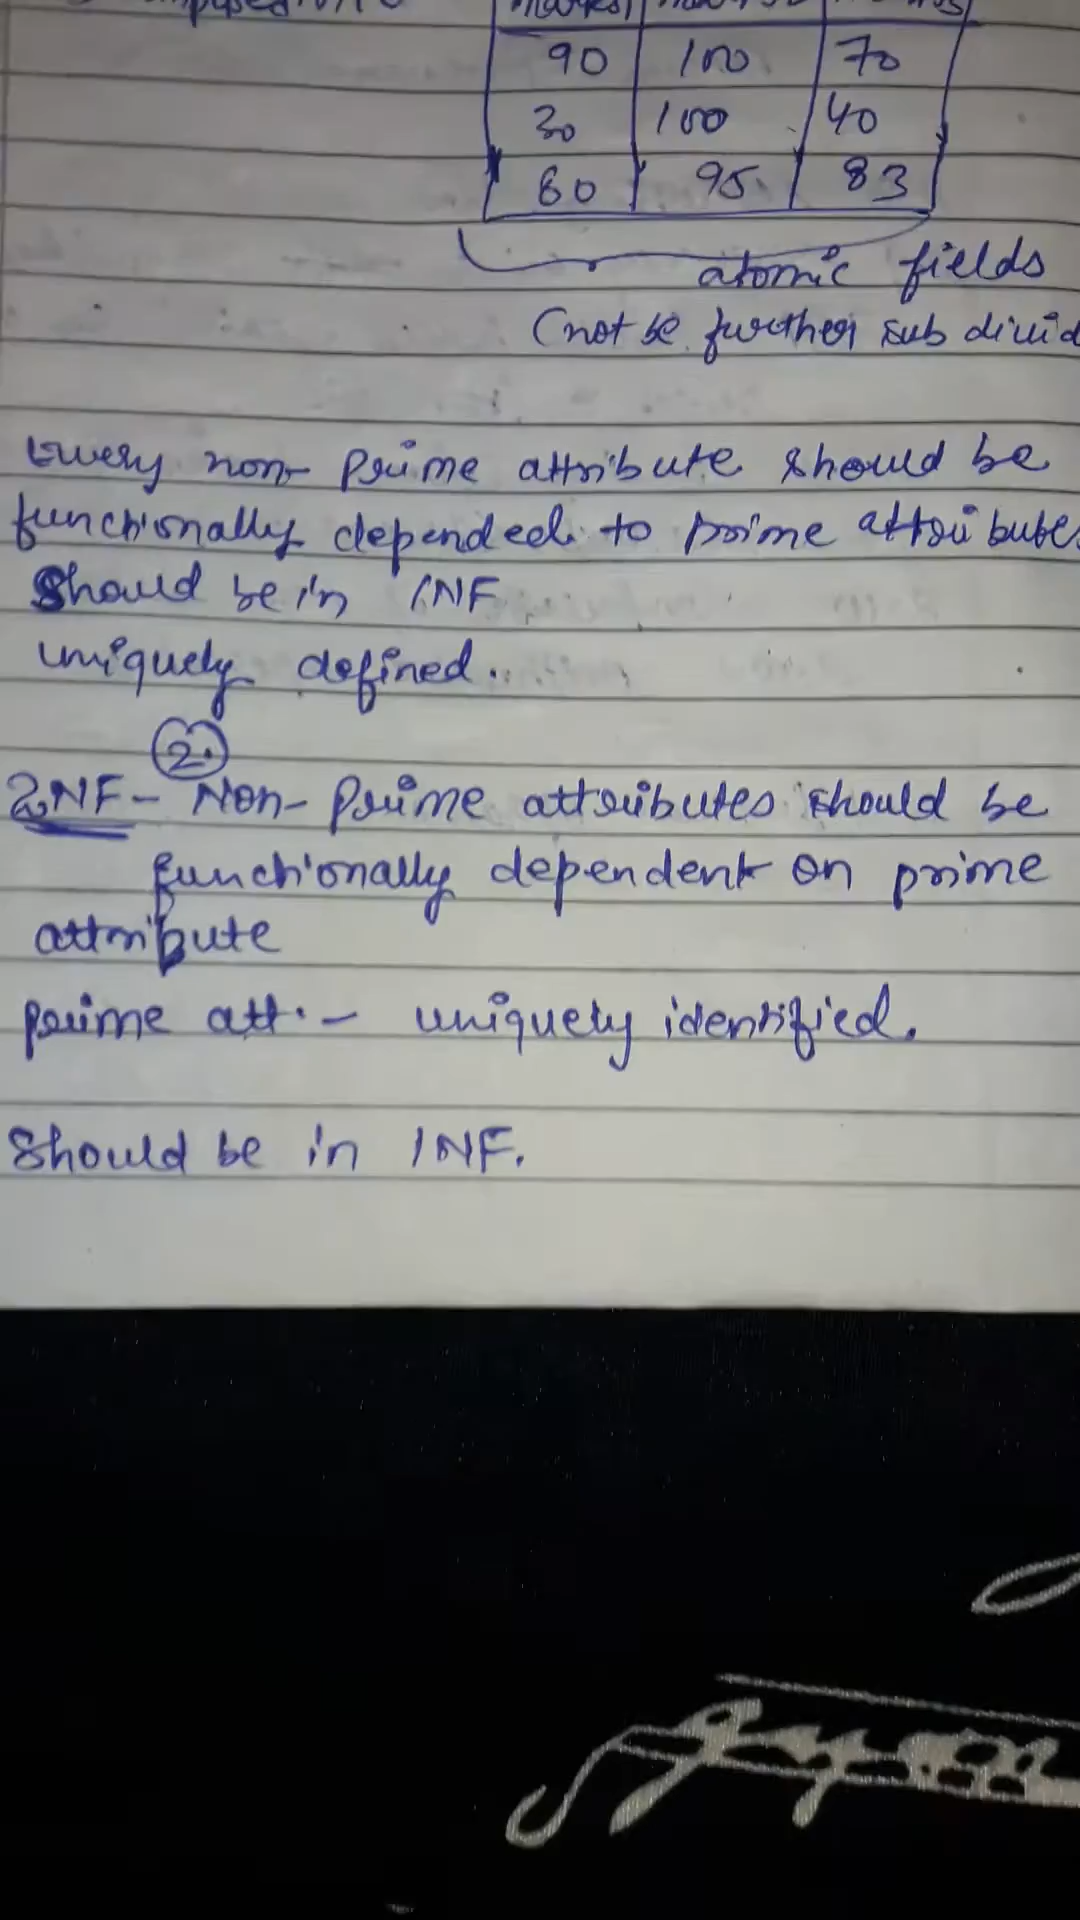 90 100 70
30 100 40
60 95 83
atomic fields
(not be further sub divid
Every non-prime attribute should be
functionally depended to prime attribute
Should be in 1NF
uniquely defined.
2.
2NF - Non-prime attributes should be
functionally dependent on prime
attribute
prime att. - uniquely identified.
Should be in 1NF.